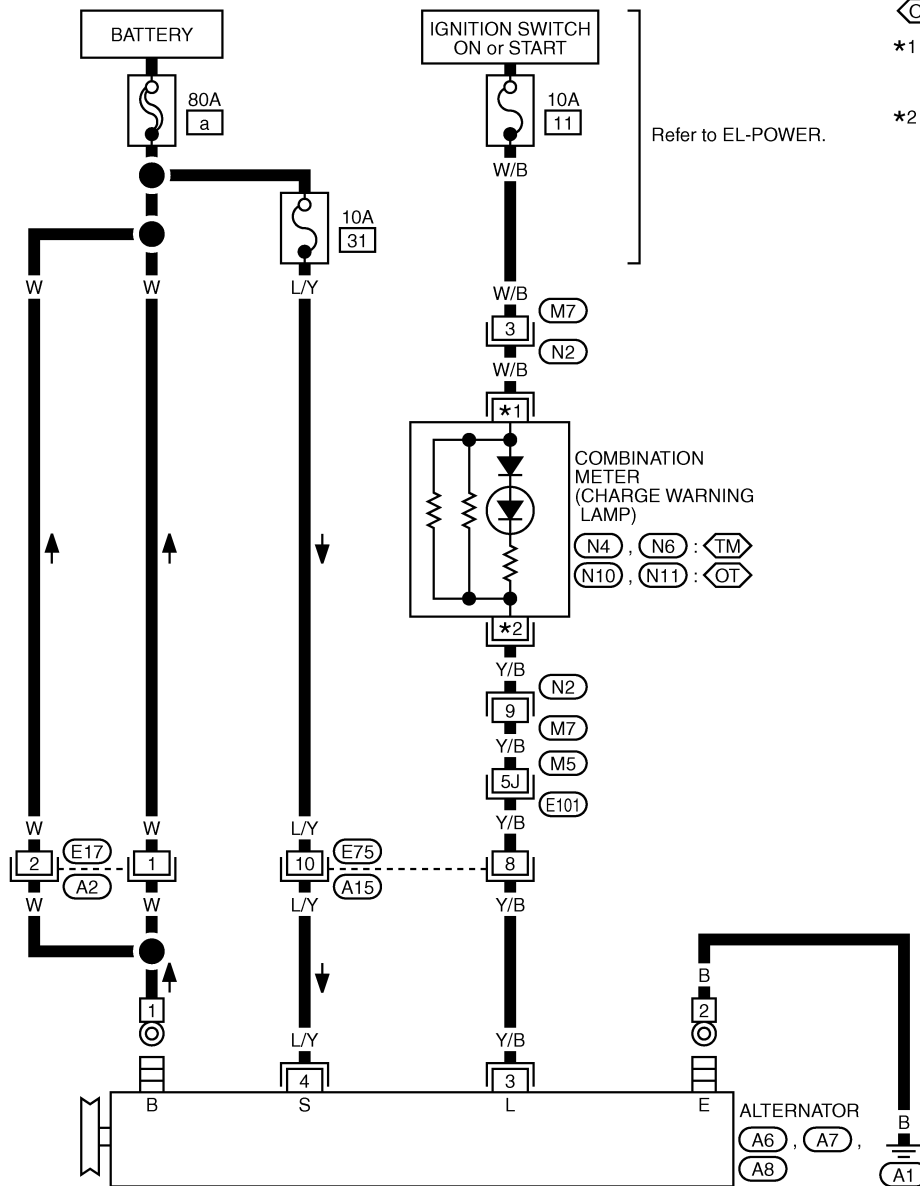 BATTERY
IGNITION SWITCH
ON or START
*1
*2
80A
a
10A
11
Refer to EL-POWER.
W/B
10A
31
W
W
L/Y
W/B
M7
3
N2
W/B
*1
COMBINATION
METER
(CHARGE WARNING
LAMP)
N4 , N6 : TM
N10 , N11 : OT
*2
Y/B
N2
9
M7
Y/B
M5
5J
E101
W
W
L/Y
Y/B
2
E17
1
10
E75
8
A2
A15
W
W
L/Y
Y/B
B
1
2
L/Y
Y/B
4
3
B
S
L
E
ALTERNATOR
B
A6 , A7 ,
A8
A1